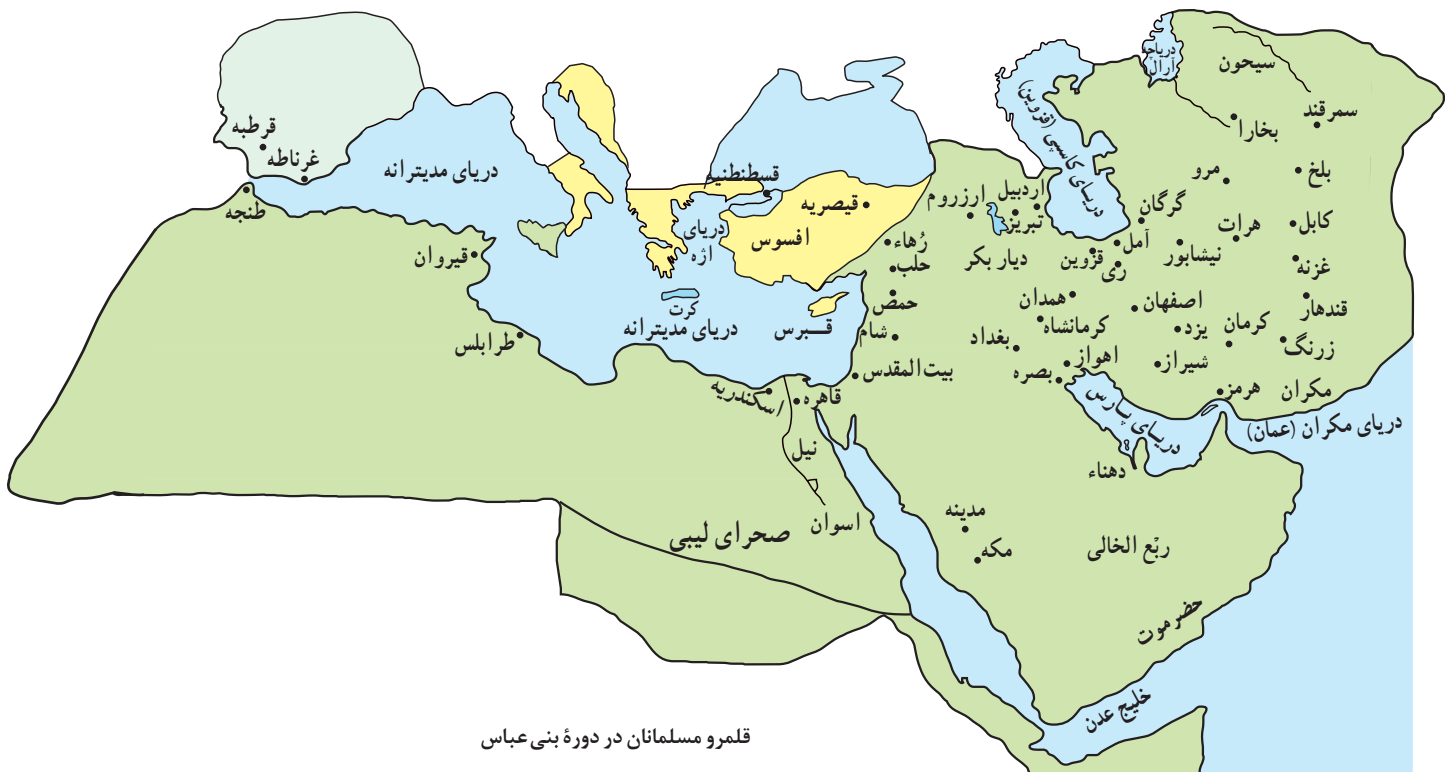 دریاچه
آرال
سیحون
سمرقند
بخارا
دریای کاسپی (قزوین)
مرو
بلخ
قرطبه
غرناطه
طنجه
دریای مدیترانه
قسطنطنیه
قیصریه
افسوس
دریای
اژه
ارزروم
اردبیل
تبریز
گرگان
آمل
هرات
کابل
نیشابور
غزنه
قیروان
رُهاء
حلب
دیار بکر
قزوین
ری
کرت
حمص
همدان
اصفهان
قندهار
طرابلس
دریای مدیترانه
قبرس
شام
بغداد
کرمانشاه
یزد
کرمان
زرنگ
بیت‌المقدس
بصره
اهواز
شیراز
هرمز
مکران
اسکندریه
قاهره
دریای پارس
دریای مکران (عمان)
نیل
دهناء
اسوان
صحرای لیبی
مدینه
مکه
ربْع الخالی
حضرموت
خلیج عدن
قلمرو مسلمانان در دورهٔ بنی‌عباس